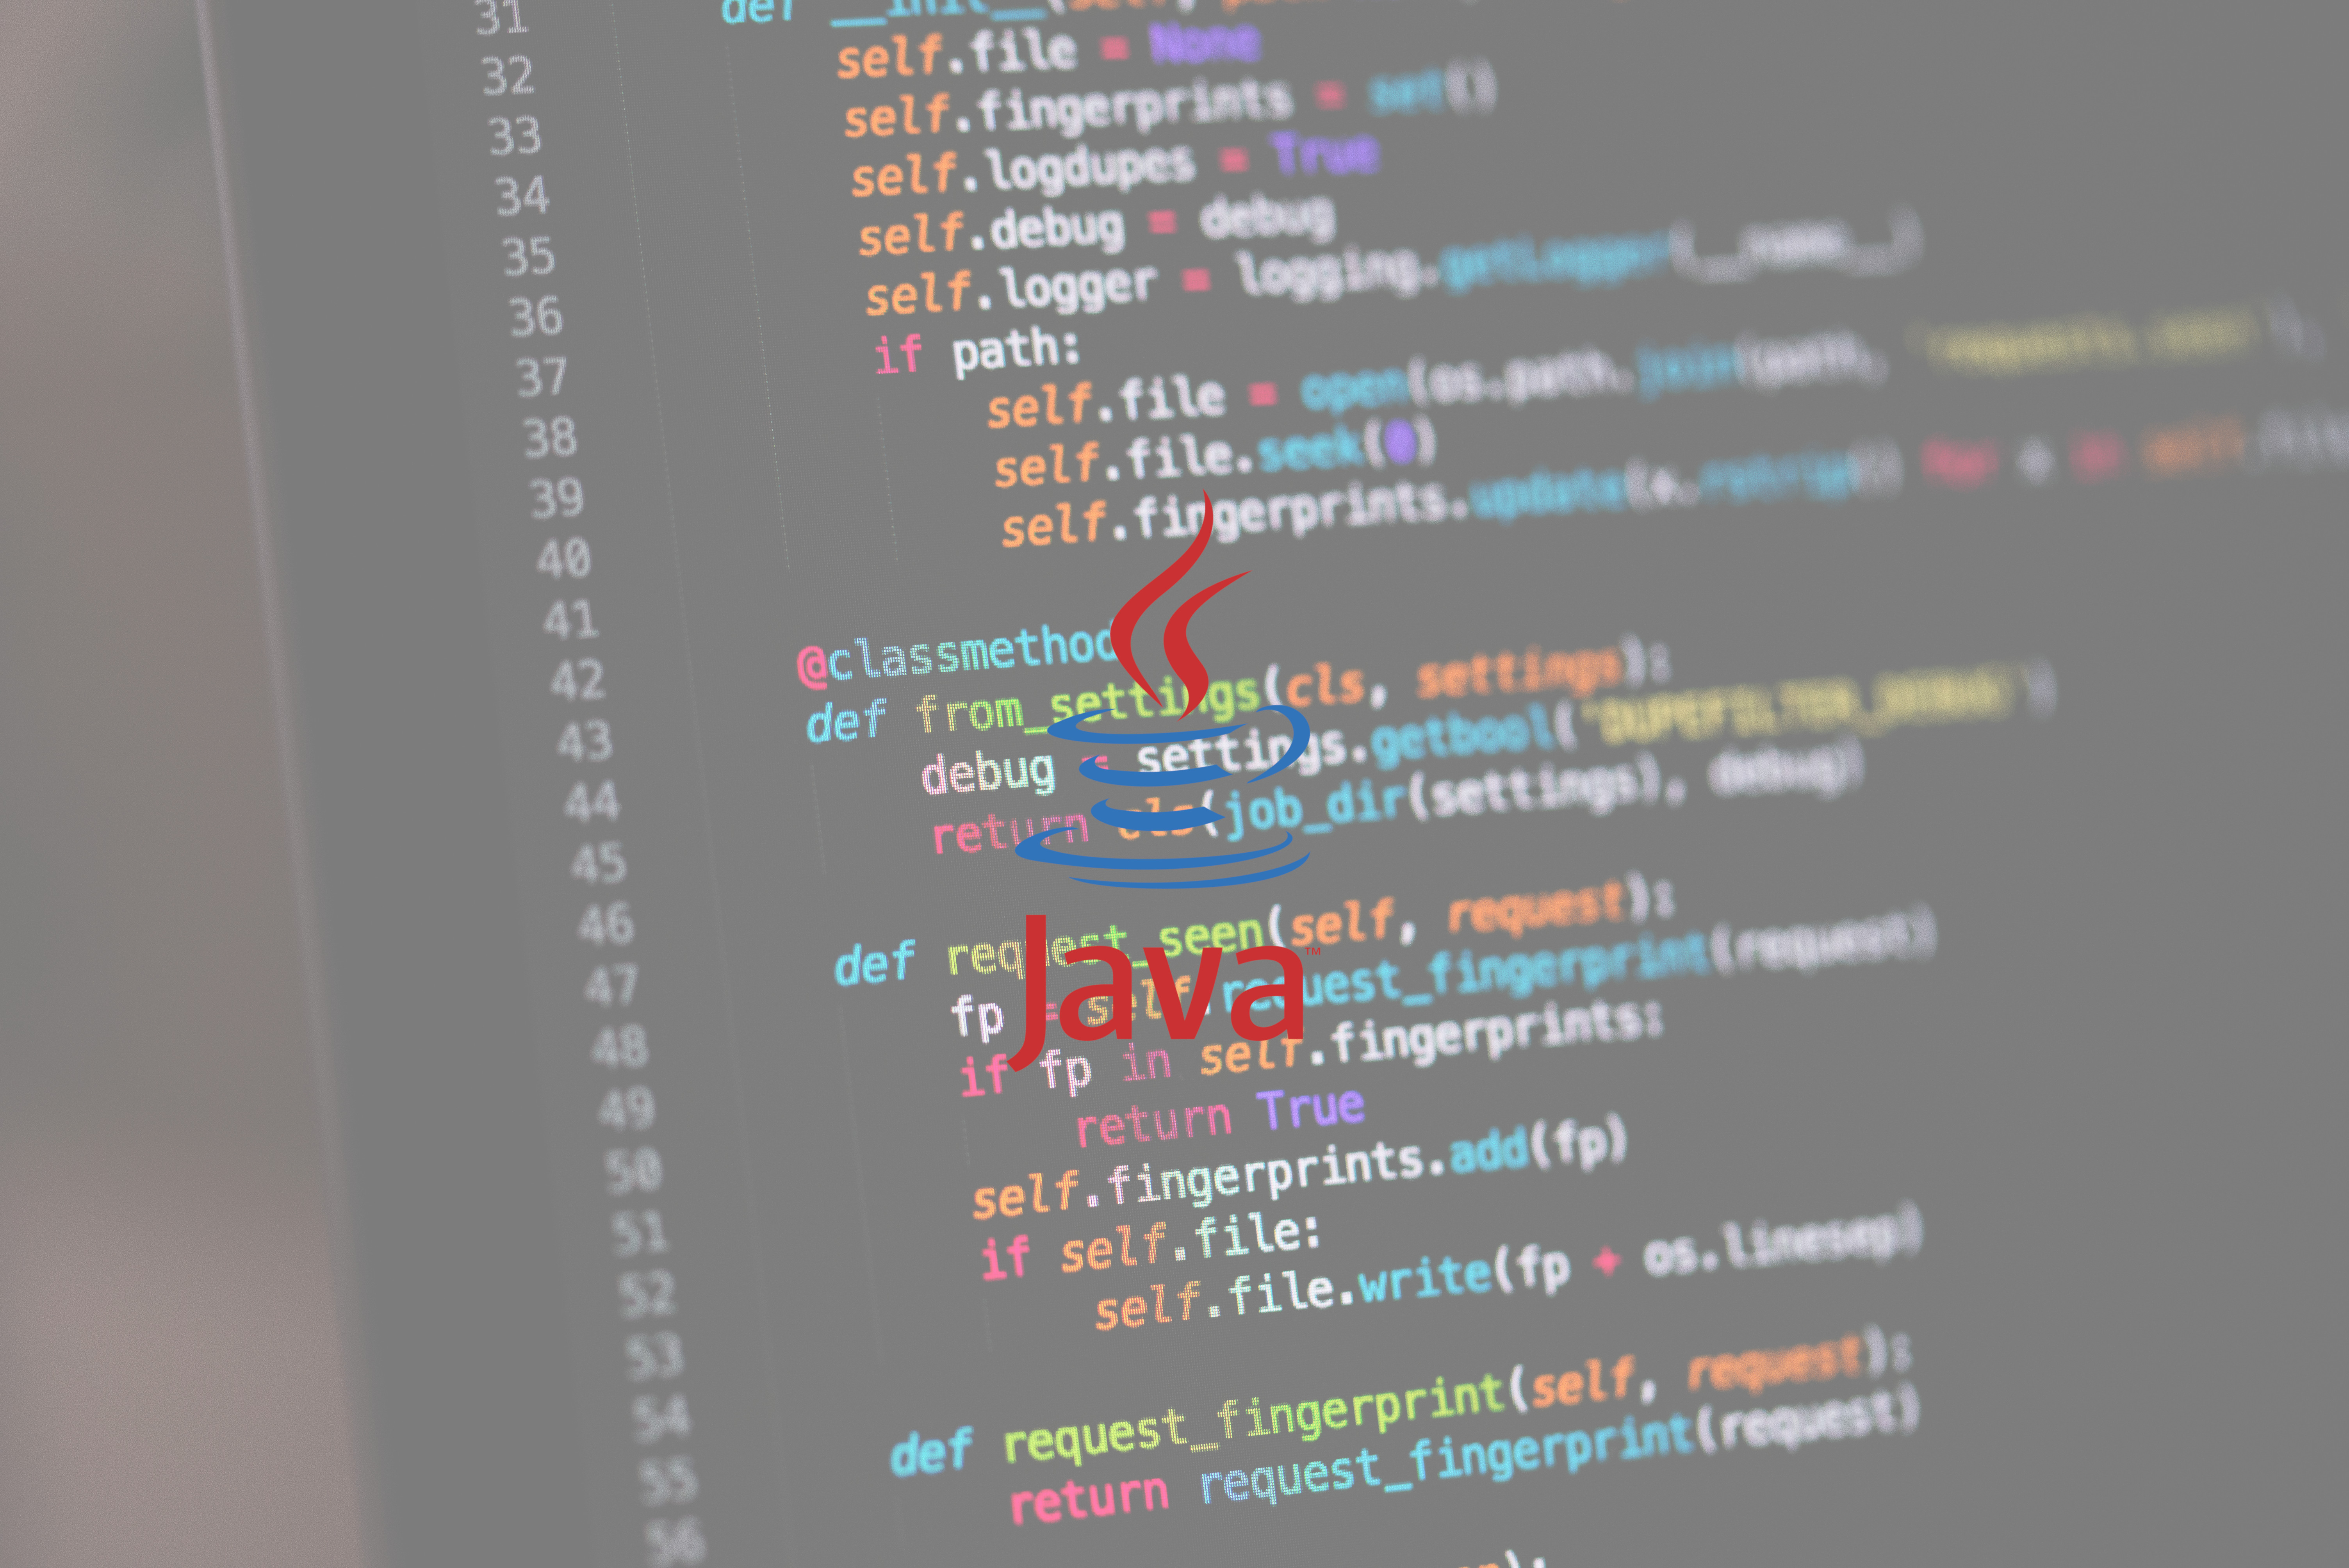 31 def __init__(self,
32 self.file = None
33 self.fingerprints = set()
34 self.logdupes = True
35 self.debug = debug
36 self.logger = logging.getLogger(__name__)
37 if path:
38 self.file = open(os.path.join(path, 'requests.seen'),
39 self.file.seek(0)
40 self.fingerprints.update(x.rstrip() for x in self.file
41
42 @classmethod
43 def from_settings(cls, settings):
44 debug = settings.getbool('DUPEFILTER_DEBUG')
45 return cls(job_dir(settings), debug)
46
47 def request_seen(self, request):
48 fp = self.request_fingerprint(request)
49 if fp in self.fingerprints:
50 return True
51 self.fingerprints.add(fp)
52 if self.file:
53 self.file.write(fp + os.linesep)
54
55 def request_fingerprint(self, request):
56 return request_fingerprint(request)
Java™